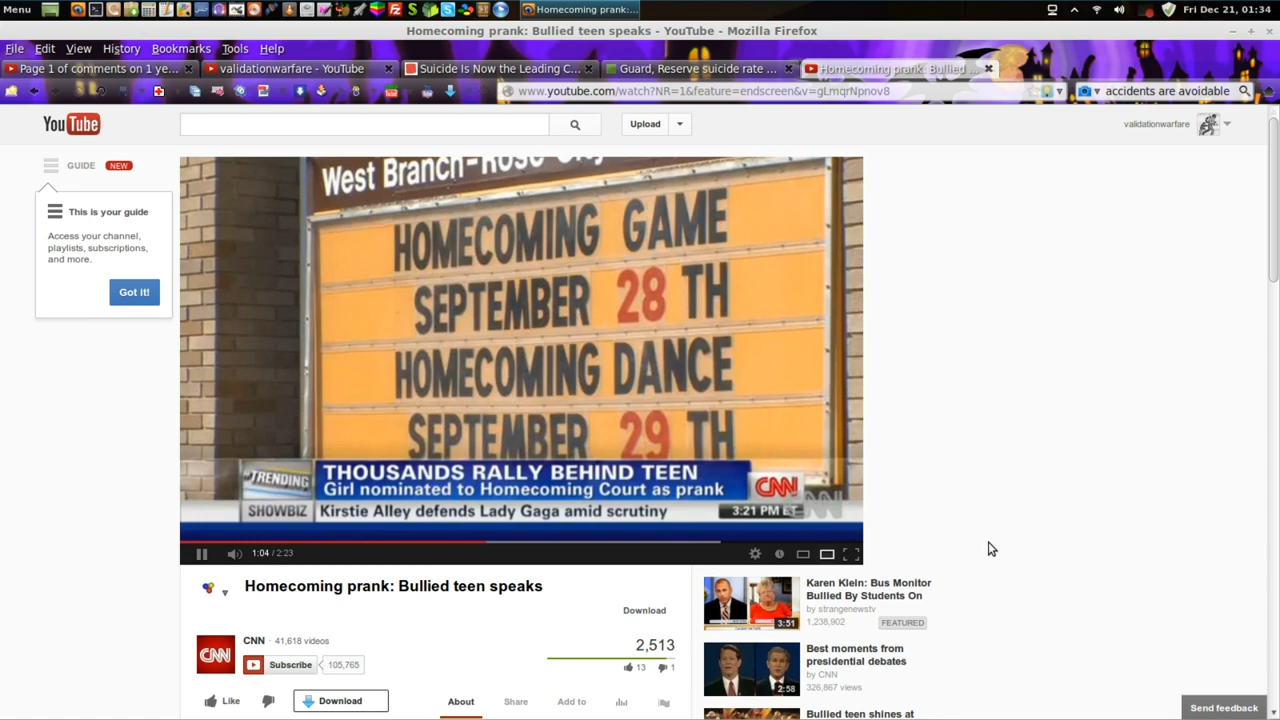 Menu
Homecoming prank:...
Fri Dec 21, 01:34
Homecoming prank: Bullied teen speaks - YouTube - Mozilla Firefox
File Edit View History Bookmarks Tools Help
Page 1 of comments on 1 ye...
validationwarfare - YouTube
Suicide Is Now the Leading C...
Guard, Reserve suicide rate ...
Homecoming prank: Bullied ...
www.youtube.com/watch?NR=1&feature=endscreen&v=gLmqrNpnov8
accidents are avoidable
YouTube
Upload
validationwarfare
GUIDE NEW
This is your guide
Access your channel,
playlists, subscriptions,
and more.
Got it!
West Branch-Rose City
HOMECOMING GAME
SEPTEMBER 28 TH
HOMECOMING DANCE
SEPTEMBER 29 TH
TRENDING
THOUSANDS RALLY BEHIND TEEN
Girl nominated to Homecoming Court as prank
CNN
CNN
SHOWBIZ
Kirstie Alley defends Lady Gaga amid scrutiny
3:21 PM ET
1:04 / 2:23
Homecoming prank: Bullied teen speaks
Download
CNN
CNN · 41,618 videos
Subscribe 105,765
2,513
13 1
Like
Download
About Share Add to
Karen Klein: Bus Monitor
Bullied By Students On
by strangenewstv
1,238,902
FEATURED
3:51
Best moments from
presidential debates
by CNN
326,867 views
2:58
Bullied teen shines at
Send feedback